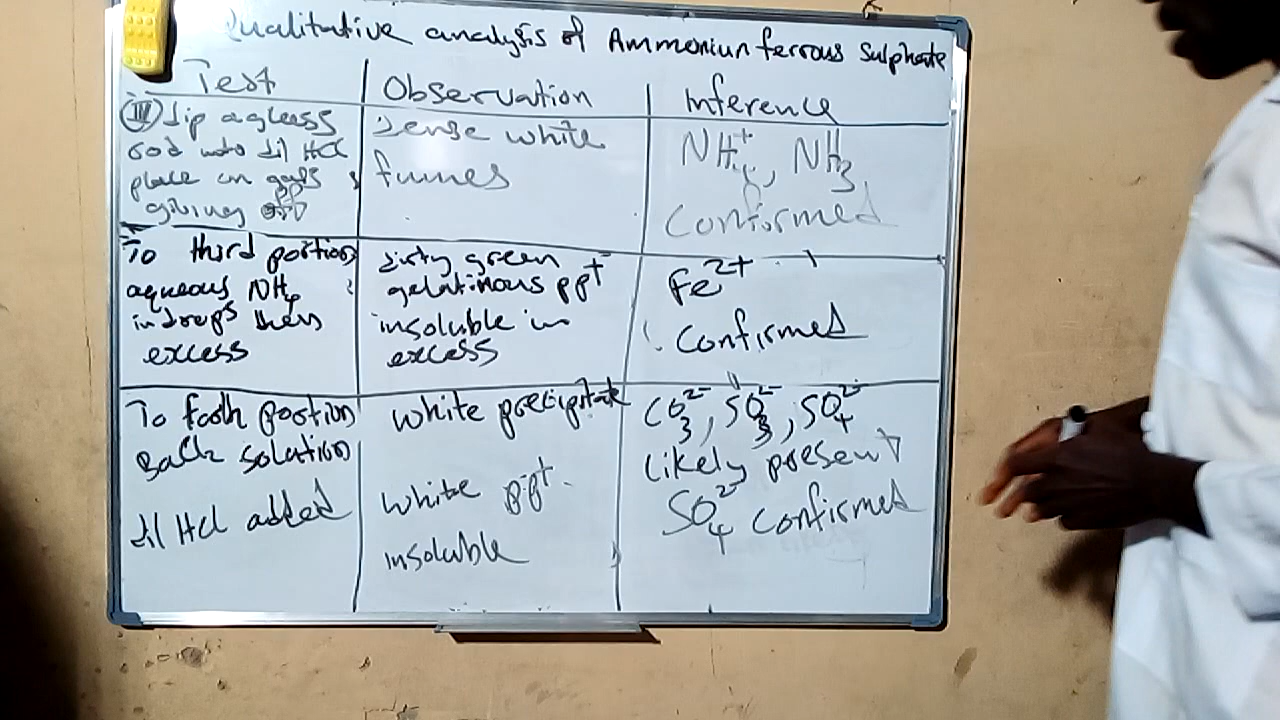 Qualitative analysis of Ammonium ferrous Sulphate
Test
Observation
Inference
(III) dip a glass
rod into dil HCl
place in gas
giving off
dense white
fumes
NH₄⁺, NH₃
Confirmed
To third portion
aqueous NH₄
in drops then
excess
dirty green
gelatinous ppt
insoluble in
excess
Fe²⁺
Confirmed
To foth portion
Bacl₂ solution
dil HCl added
White precipitate
white ppt.
insoluble
CO₃²⁻, SO₃²⁻, SO₄²⁻
likely present
SO₄²⁻ confirmed